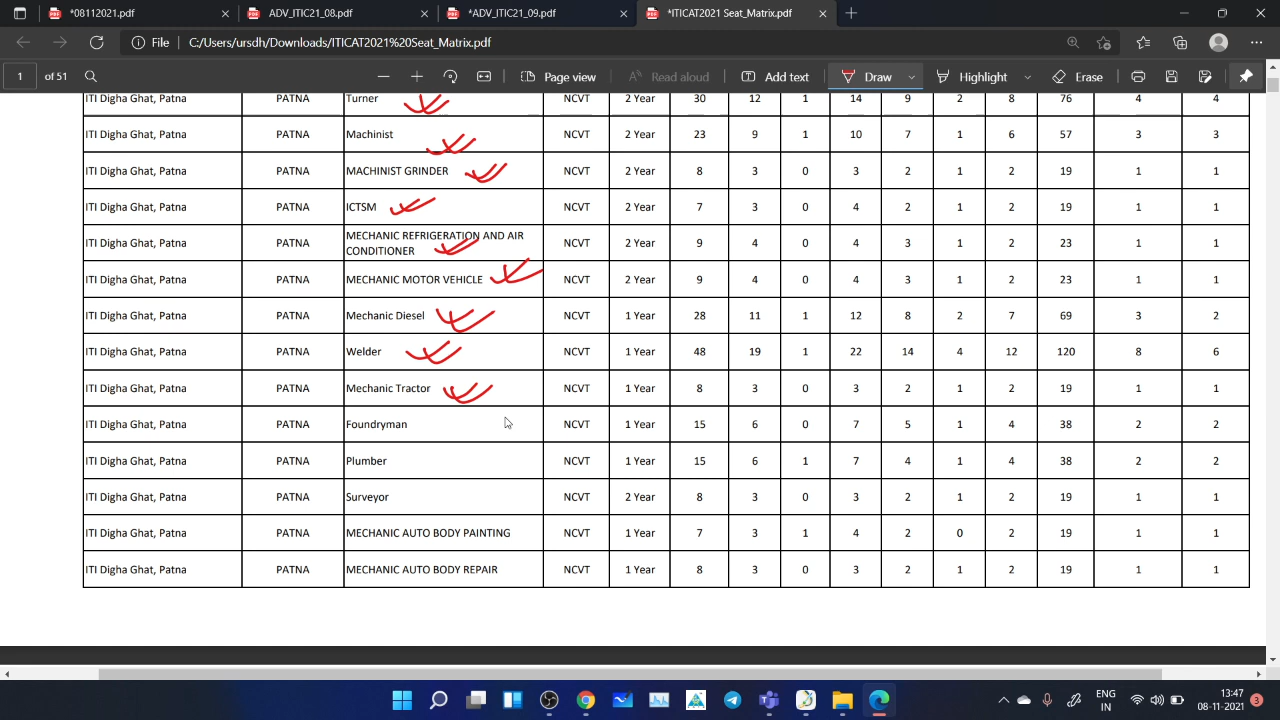 *08112021.pdf ADV_ITIC21_08.pdf *ADV_ITIC21_09.pdf *ITICAT2021 Seat_Matrix.pdf
File C:/Users/ursdh/Downloads/ITICAT2021%20Seat_Matrix.pdf
1 of 51 Page view Read aloud Add text Draw Highlight Erase
ITI Digha Ghat, Patna PATNA Turner NCVT 2 Year 30 12 1 14 9 2 8 76 4 4
ITI Digha Ghat, Patna PATNA Machinist NCVT 2 Year 23 9 1 10 7 1 6 57 3 3
ITI Digha Ghat, Patna PATNA MACHINIST GRINDER NCVT 2 Year 8 3 0 3 2 1 2 19 1 1
ITI Digha Ghat, Patna PATNA ICTSM NCVT 2 Year 7 3 0 4 2 1 2 19 1 1
ITI Digha Ghat, Patna PATNA MECHANIC REFRIGERATION AND AIR
CONDITIONER NCVT 2 Year 9 4 0 4 3 1 2 23 1 1
ITI Digha Ghat, Patna PATNA MECHANIC MOTOR VEHICLE NCVT 2 Year 9 4 0 4 3 1 2 23 1 1
ITI Digha Ghat, Patna PATNA Mechanic Diesel NCVT 1 Year 28 11 1 12 8 2 7 69 3 2
ITI Digha Ghat, Patna PATNA Welder NCVT 1 Year 48 19 1 22 14 4 12 120 8 6
ITI Digha Ghat, Patna PATNA Mechanic Tractor NCVT 1 Year 8 3 0 3 2 1 2 19 1 1
ITI Digha Ghat, Patna PATNA Foundryman NCVT 1 Year 15 6 0 7 5 1 4 38 2 2
ITI Digha Ghat, Patna PATNA Plumber NCVT 1 Year 15 6 1 7 4 1 4 38 2 2
ITI Digha Ghat, Patna PATNA Surveyor NCVT 2 Year 8 3 0 3 2 1 2 19 1 1
ITI Digha Ghat, Patna PATNA MECHANIC AUTO BODY PAINTING NCVT 1 Year 7 3 1 4 2 0 2 19 1 1
ITI Digha Ghat, Patna PATNA MECHANIC AUTO BODY REPAIR NCVT 1 Year 8 3 0 3 2 1 2 19 1 1
ENG 13:47
IN 08-11-2021 3